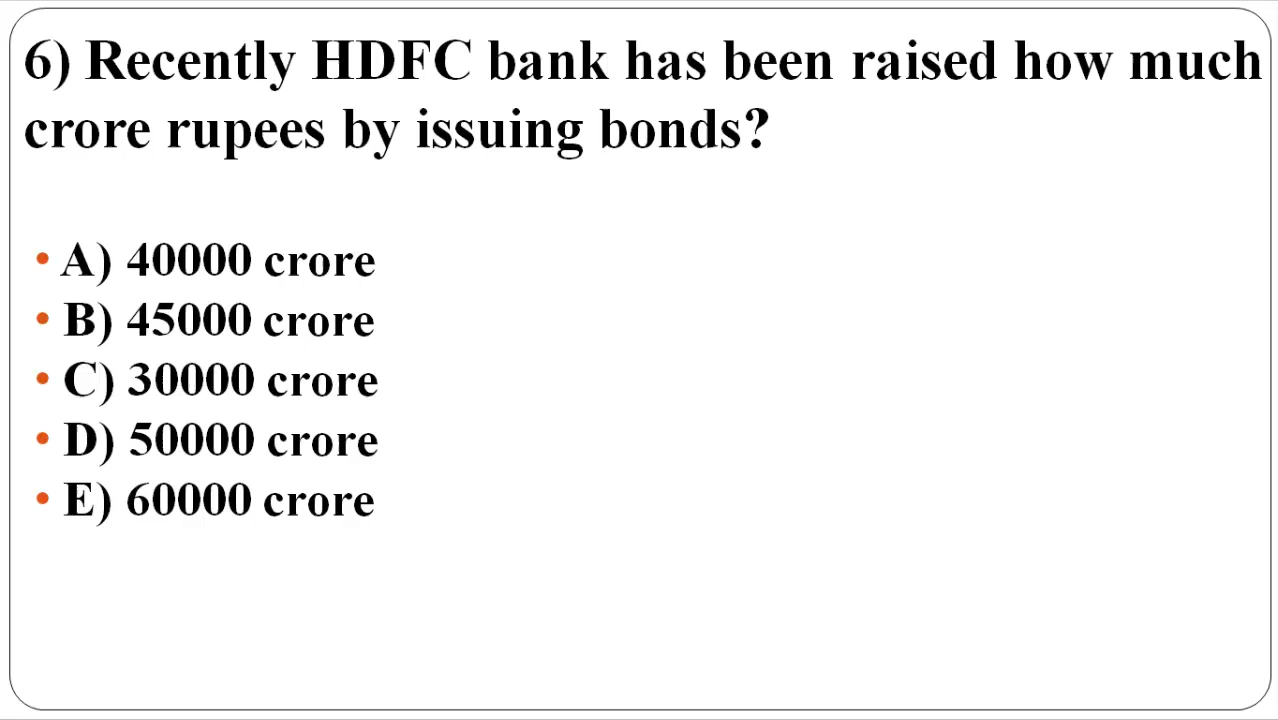 6) Recently HDFC bank has been raised how much
crore rupees by issuing bonds?
• A) 40000 crore
• B) 45000 crore
• C) 30000 crore
• D) 50000 crore
• E) 60000 crore